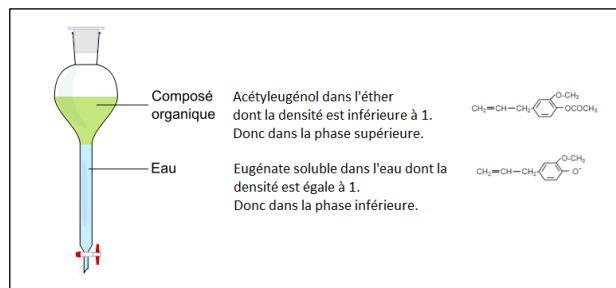 Composé
organique
Acétyleugénol dans l'éther
dont la densité est inférieure à 1.
Donc dans la phase supérieure.
O-CH₃
CH₂=CH-CH₂ OCOCH₃
Eau
Eugénate soluble dans l'eau dont la
densité est égale à 1.
Donc dans la phase inférieure.
O-CH₃
CH₂=CH-CH₂ O⁻